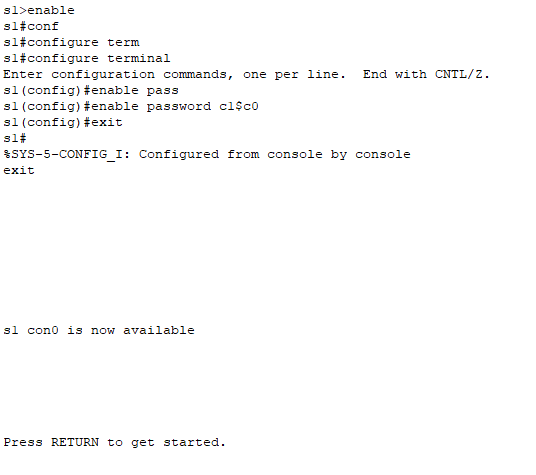 s1>enable
s1#conf
s1#configure term
s1#configure terminal
Enter configuration commands, one per line.  End with CNTL/Z.
s1(config)#enable pass
s1(config)#enable password c1$c0
s1(config)#exit
s1#
%SYS-5-CONFIG_I: Configured from console by console
exit
s1 con0 is now available
Press RETURN to get started.